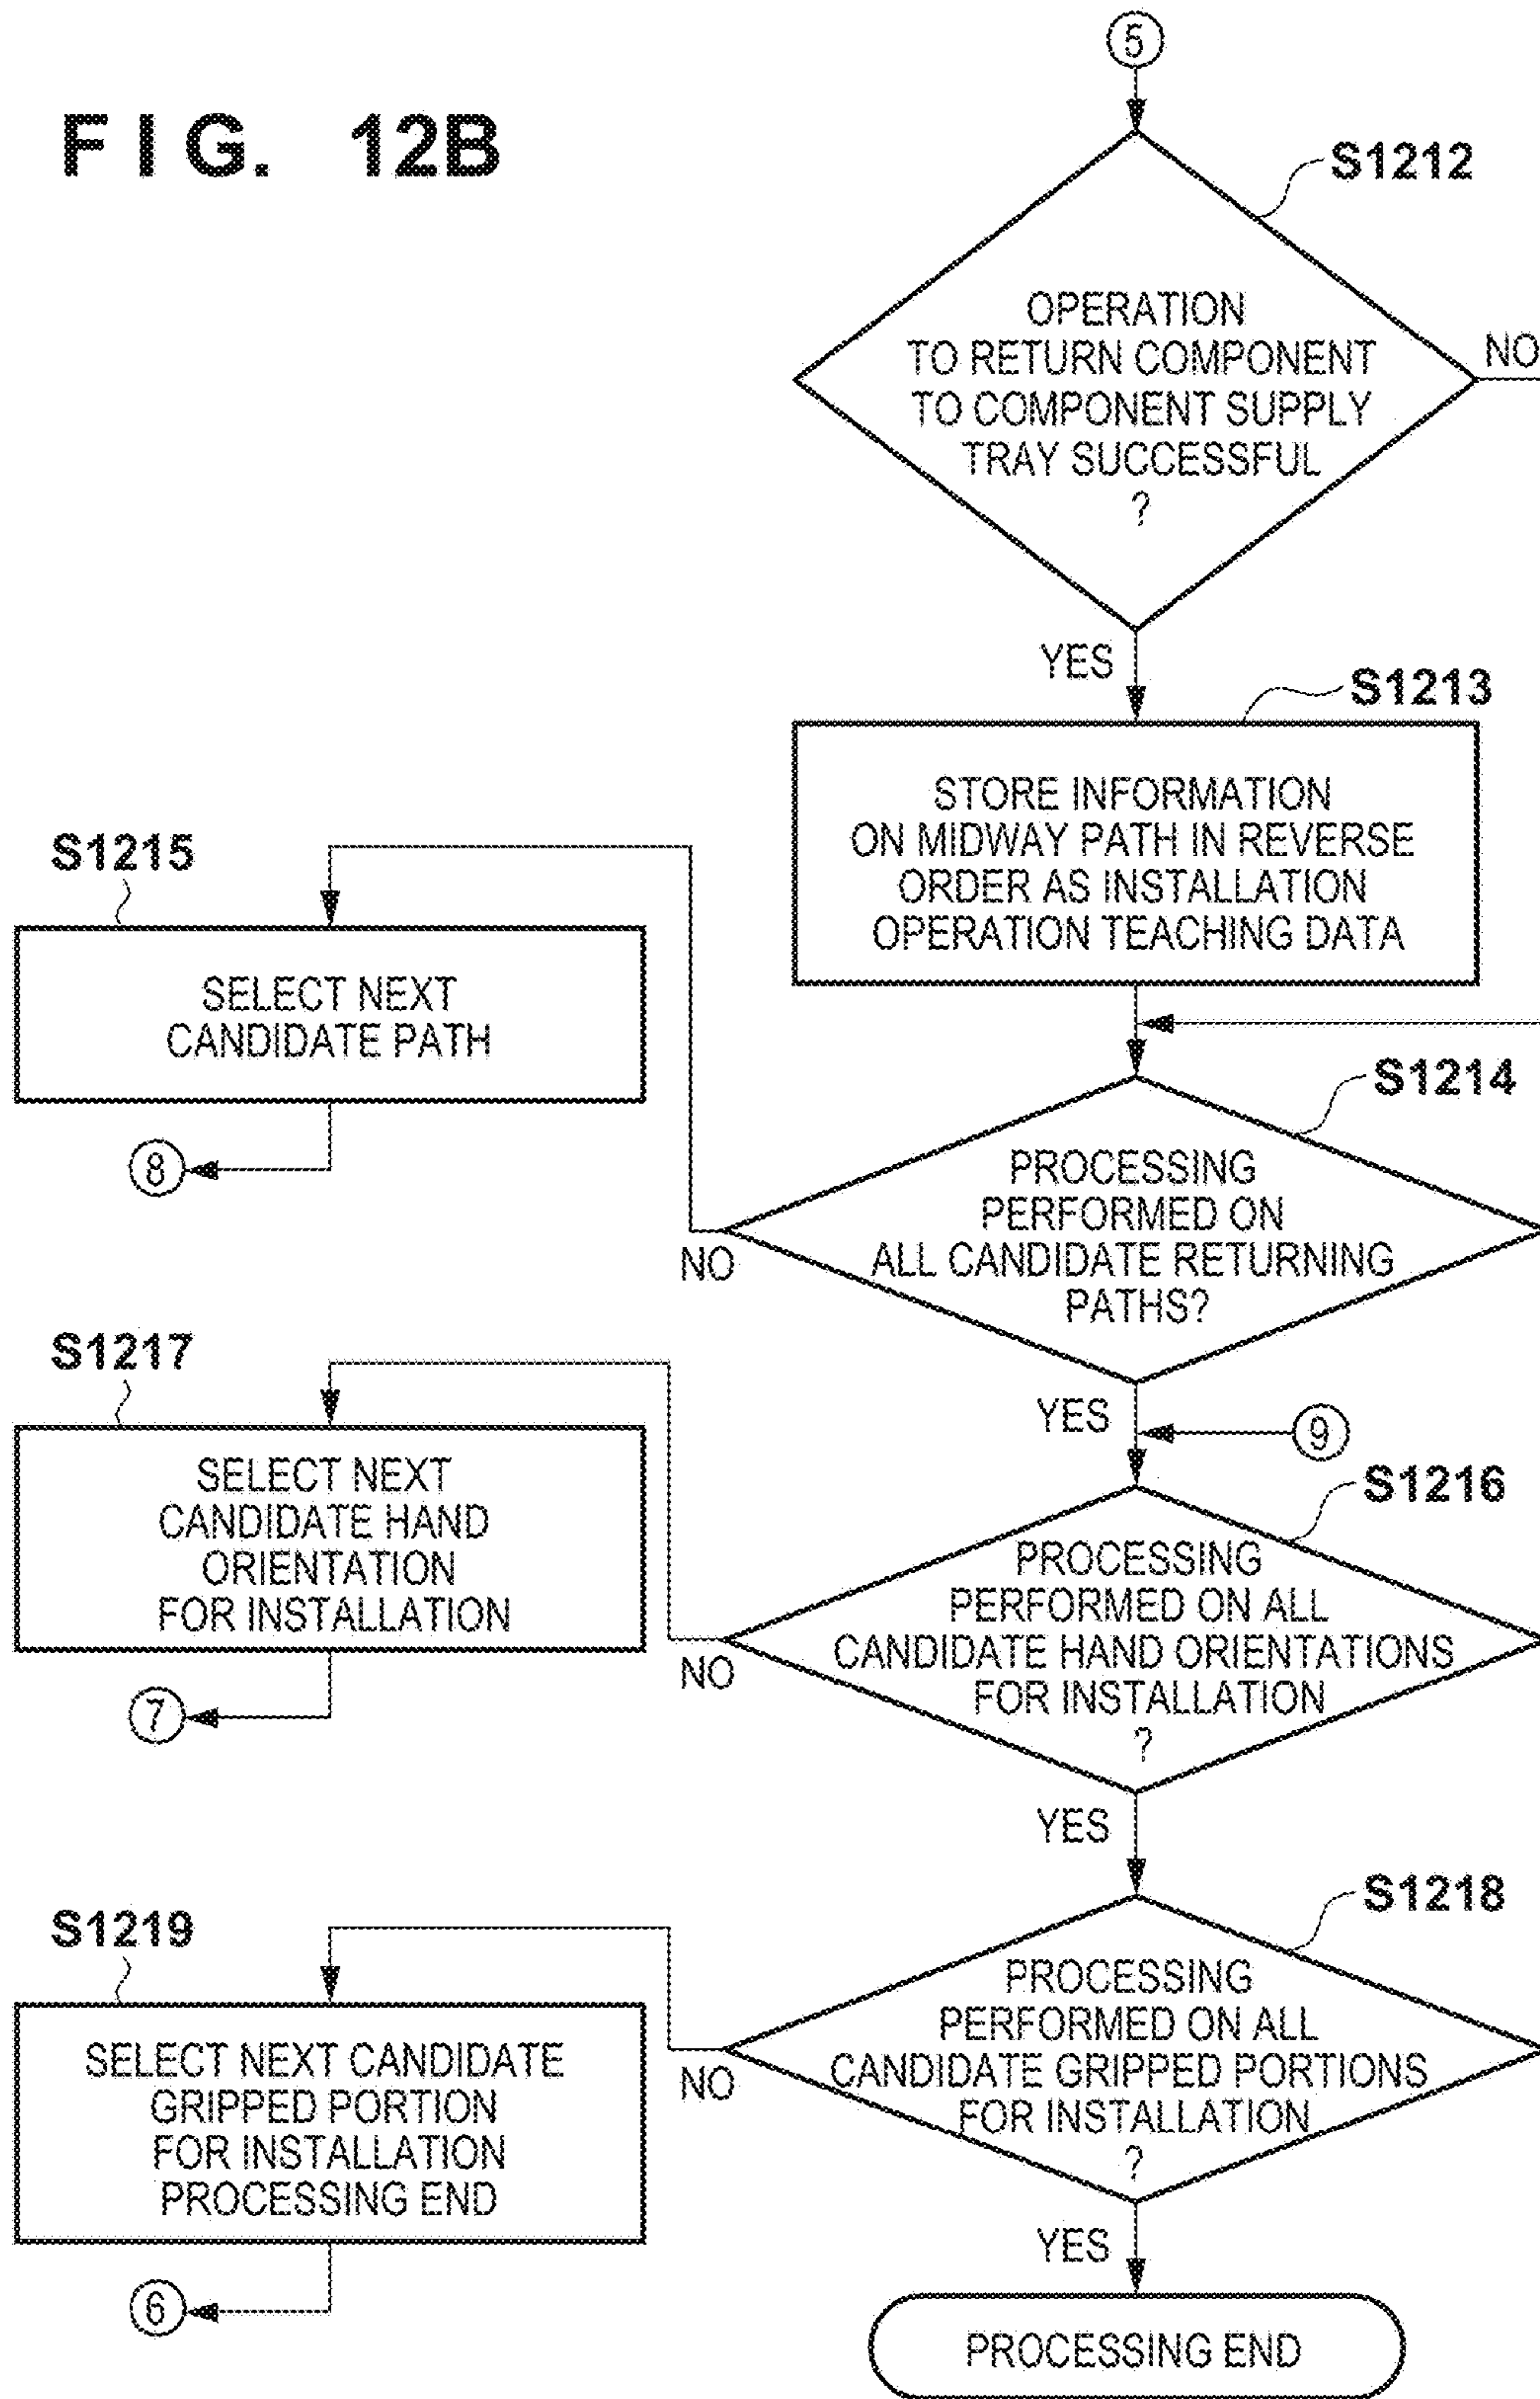 FIG. 12B
5
S1212
OPERATION
TO RETURN COMPONENT
TO COMPONENT SUPPLY
TRAY SUCCESSFUL
?
NO
YES
S1213
STORE INFORMATION
ON MIDWAY PATH IN REVERSE
ORDER AS INSTALLATION
OPERATION TEACHING DATA
S1215
SELECT NEXT
CANDIDATE PATH
8
S1214
PROCESSING
PERFORMED ON
ALL CANDIDATE RETURNING
PATHS?
NO
YES
9
S1217
SELECT NEXT
CANDIDATE HAND
ORIENTATION
FOR INSTALLATION
7
S1216
PROCESSING
PERFORMED ON ALL
CANDIDATE HAND ORIENTATIONS
FOR INSTALLATION
?
NO
YES
S1219
SELECT NEXT CANDIDATE
GRIPPED PORTION
FOR INSTALLATION
PROCESSING END
6
S1218
PROCESSING
PERFORMED ON ALL
CANDIDATE GRIPPED PORTIONS
FOR INSTALLATION
?
NO
YES
PROCESSING END